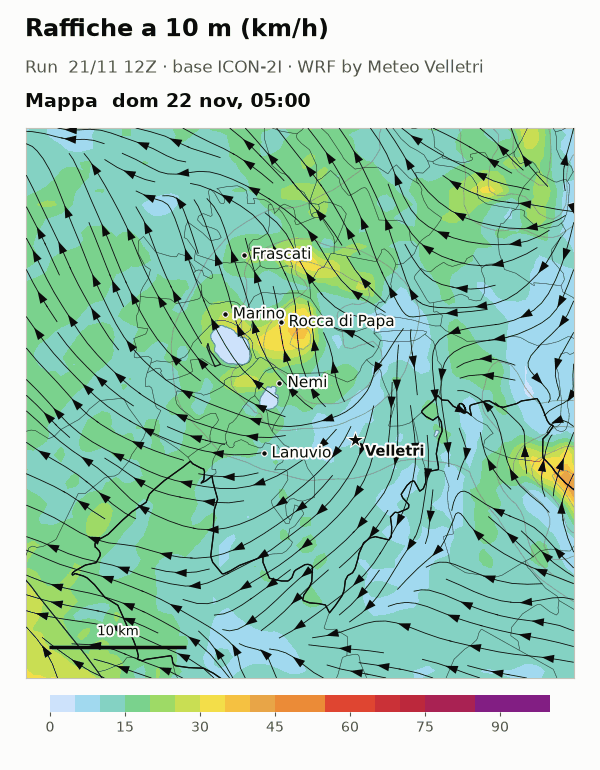 Raffiche a 10 m (km/h)
Run  21/11 12Z · base ICON-2I · WRF by Meteo Velletri
Mappa  dom 22 nov, 05:00
Frascati
Marino
Rocca di Papa
Nemi
Velletri
Lanuvio
10 km
0 15 30 45 60 75 90